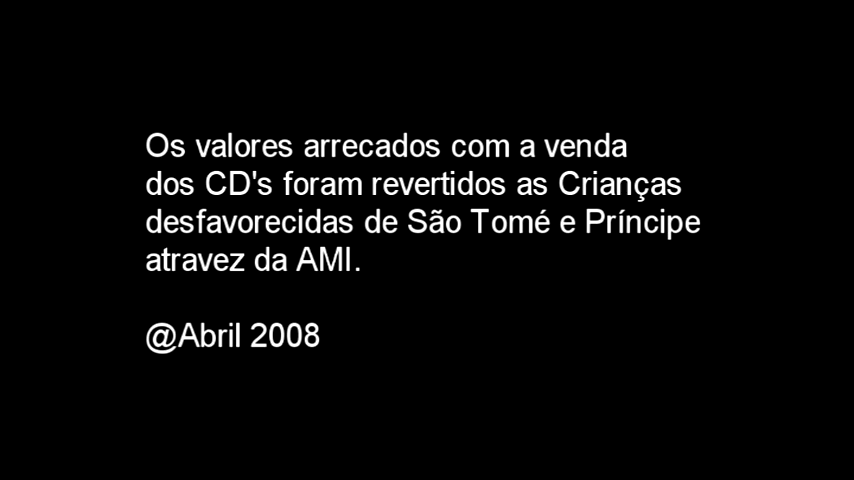 Os valores arrecados com a venda
dos CD's foram revertidos as Crianças
desfavorecidas de São Tomé e Príncipe
atravez da AMI.
@Abril 2008